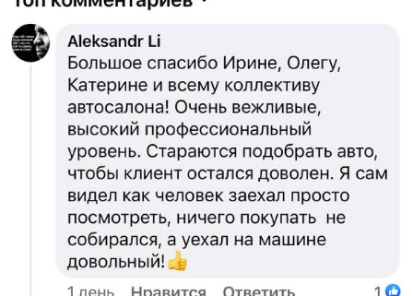 Топ комментариев
Aleksandr Li
Большое спасибо Ирине, Олегу,
Катерине и всему коллективу
автосалона! Очень вежливые,
высокий профессиональный
уровень. Стараются подобрать авто,
чтобы клиент остался доволен. Я сам
видел как человек заехал просто
посмотреть, ничего покупать  не
собирался, а уехал на машине
довольный!👍
1 день Нравится Ответить 1